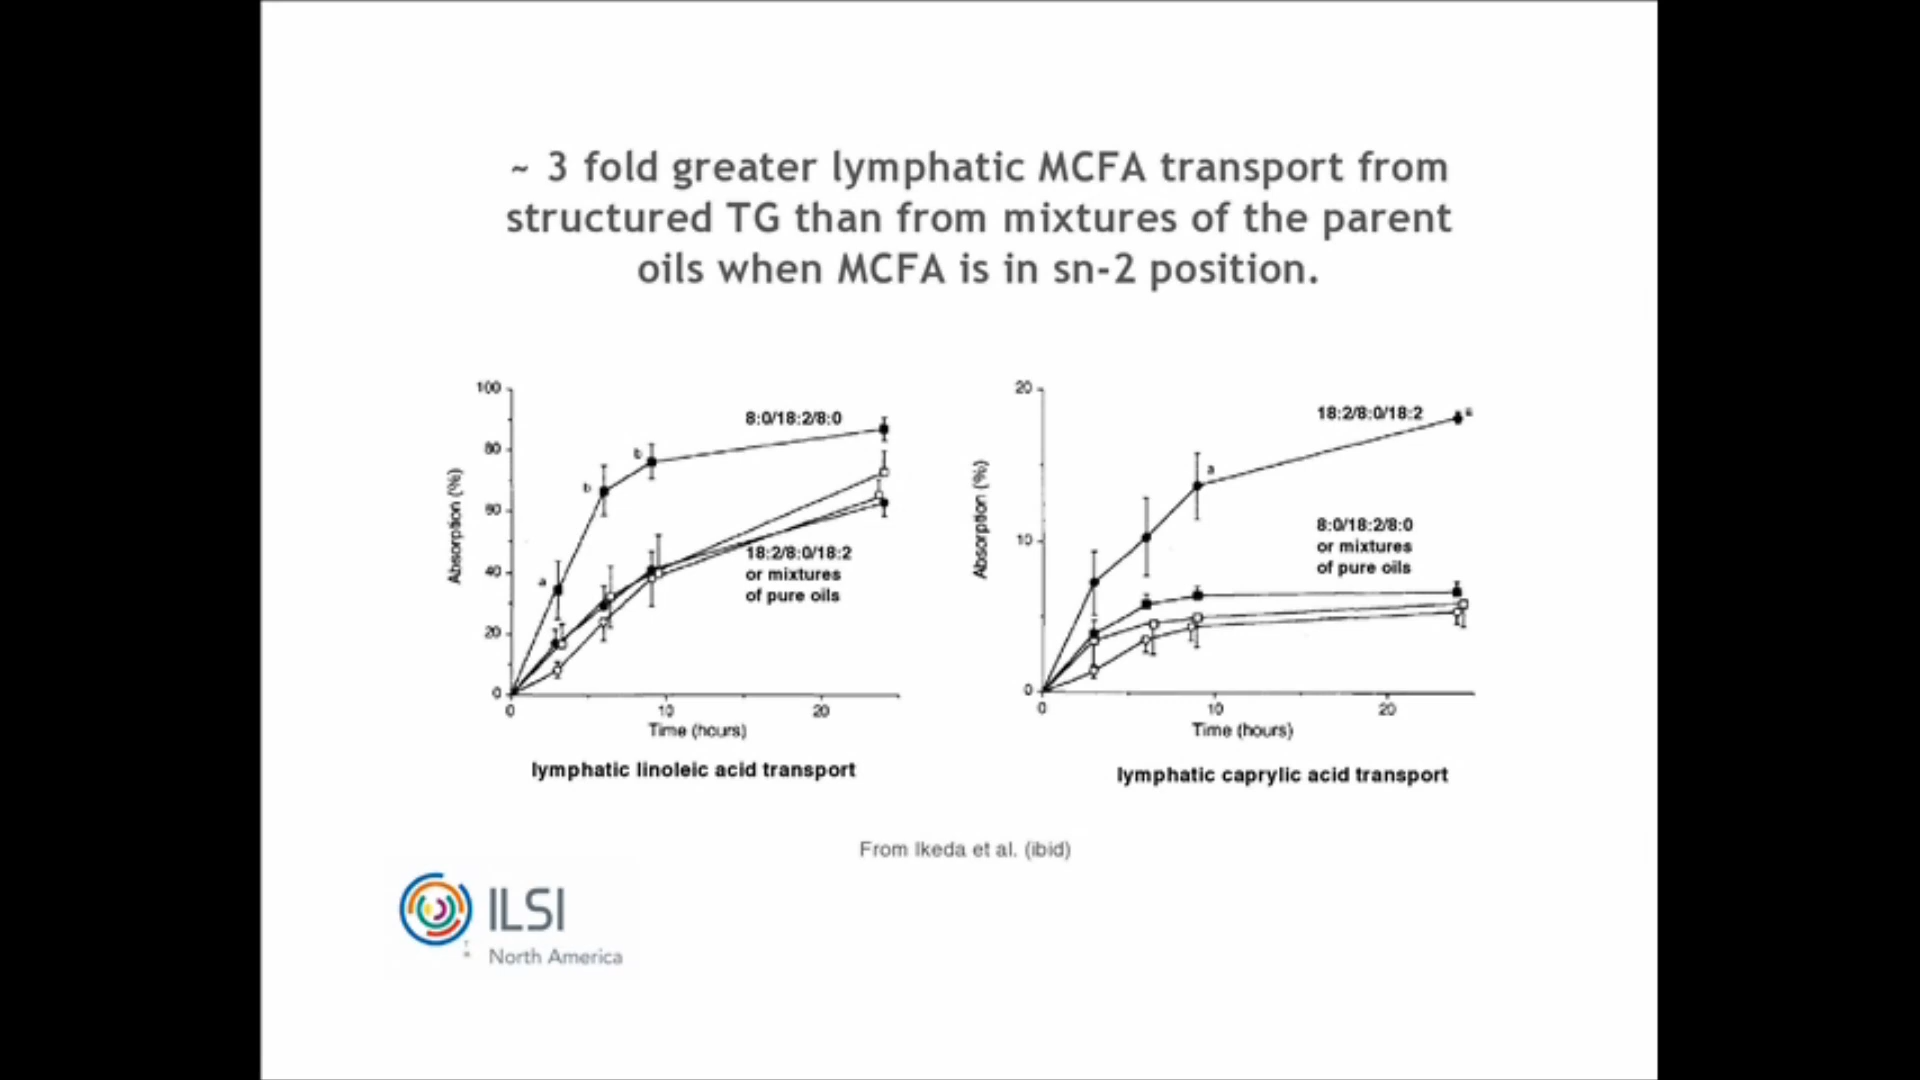 ~ 3 fold greater lymphatic MCFA transport from
structured TG than from mixtures of the parent
oils when MCFA is in sn-2 position.
100
80
60
40
20
0
Absorption (%)
8:0/18:2/8:0
b
b
a
18:2/8:0/18:2
or mixtures
of pure oils
0
10
20
Time (hours)
lymphatic linoleic acid transport
20
10
0
Absorption (%)
18:2/8:0/18:2
a
8:0/18:2/8:0
or mixtures
of pure oils
0
10
20
Time (hours)
lymphatic caprylic acid transport
From Ikeda et al. (ibid)
ILSI
North America